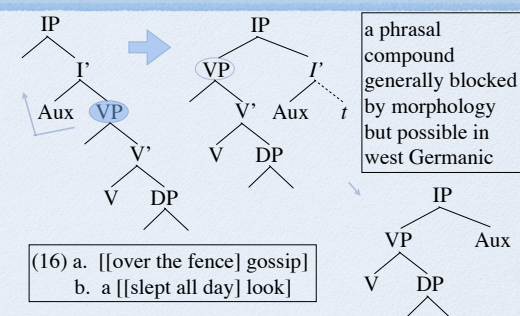 IP
I'
Aux VP
V'
V DP
IP
VP I'
V' Aux t
V DP
a phrasal
compound
generally blocked
by morphology
but possible in
west Germanic
IP
VP Aux
V DP
(16) a. [[over the fence] gossip]
b. a [[slept all day] look]